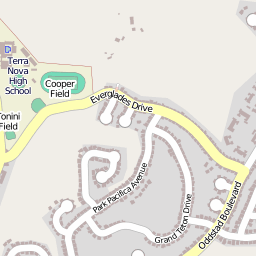 Terra
Nova
High
School
Cooper
Field
Tonini
Field
Everglades Drive
Park Pacifica Avenue
Grand Teton Drive
Oddstad Boulevard